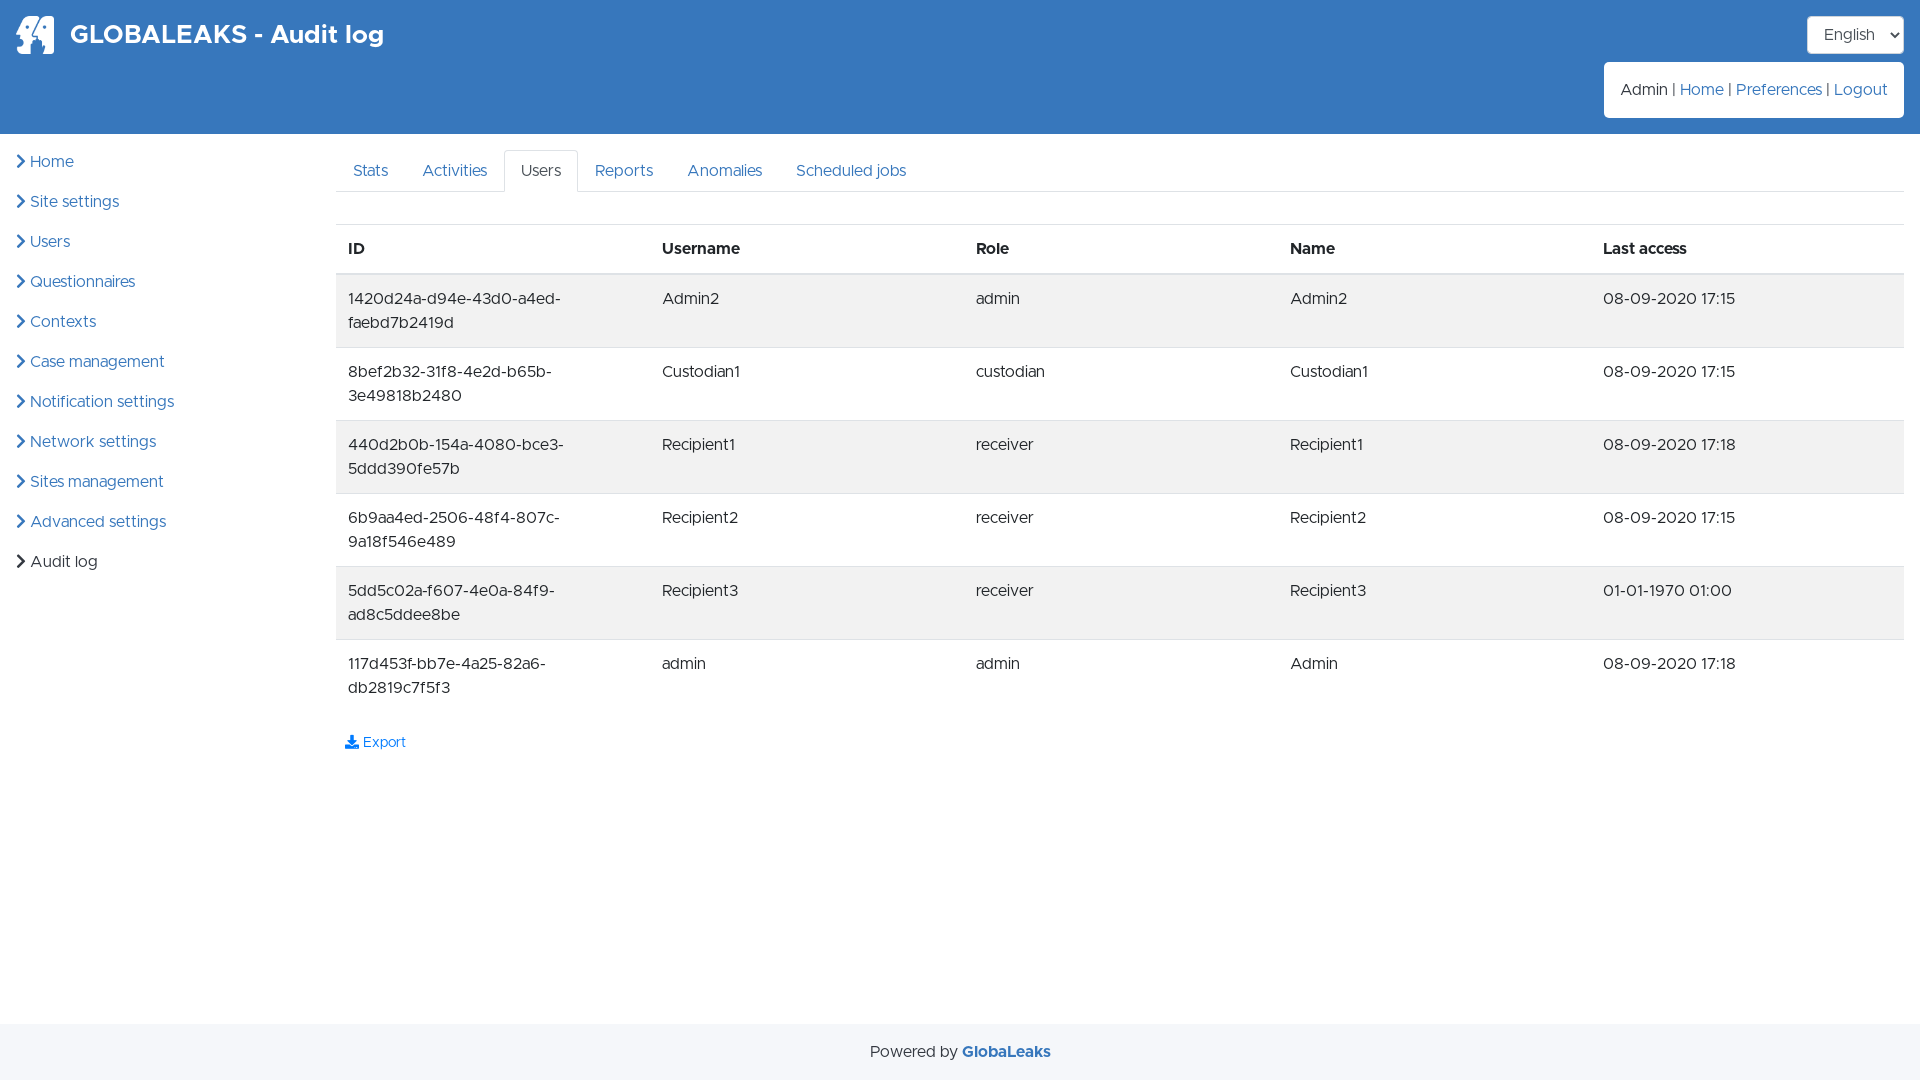 GLOBALEAKS - Audit log
English
Admin | Home | Preferences | Logout
Home
Site settings
Users
Questionnaires
Contexts
Case management
Notification settings
Network settings
Sites management
Advanced settings
Audit log
Stats Activities Users Reports Anomalies Scheduled jobs
ID Username Role Name Last access
1420d24a-d94e-43d0-a4ed- Admin2 admin Admin2 08-09-2020 17:15
faebd7b2419d
8bef2b32-31f8-4e2d-b65b- Custodian1 custodian Custodian1 08-09-2020 17:15
3e49818b2480
440d2b0b-154a-4080-bce3- Recipient1 receiver Recipient1 08-09-2020 17:18
5ddd390fe57b
6b9aa4ed-2506-48f4-807c- Recipient2 receiver Recipient2 08-09-2020 17:15
9a18f546e489
5dd5c02a-f607-4e0a-84f9- Recipient3 receiver Recipient3 01-01-1970 01:00
ad8c5ddee8be
117d453f-bb7e-4a25-82a6- admin admin Admin 08-09-2020 17:18
db2819c7f5f3
Export
Powered by GlobaLeaks